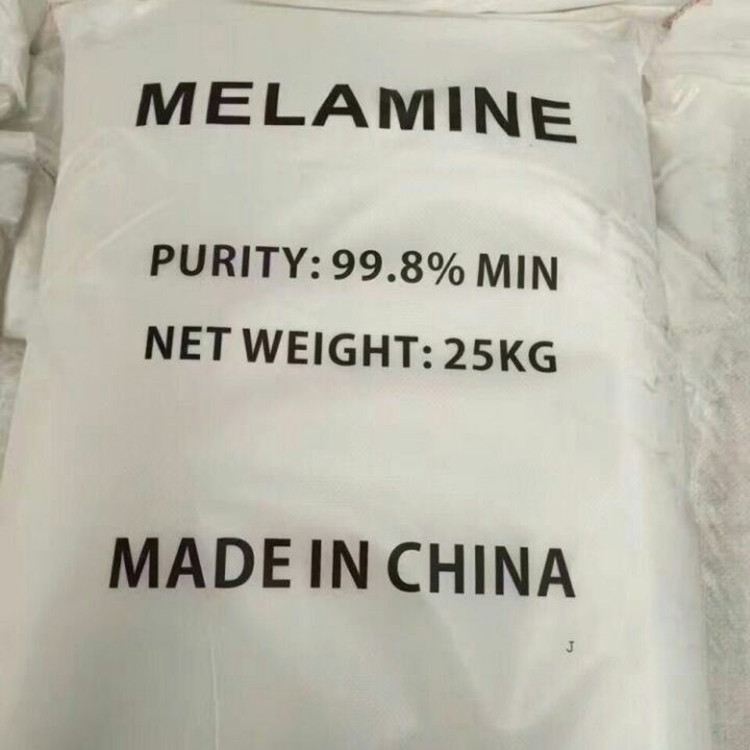 MELAMINE
PURITY: 99.8% MIN
NET WEIGHT: 25KG
MADE IN CHINA
J